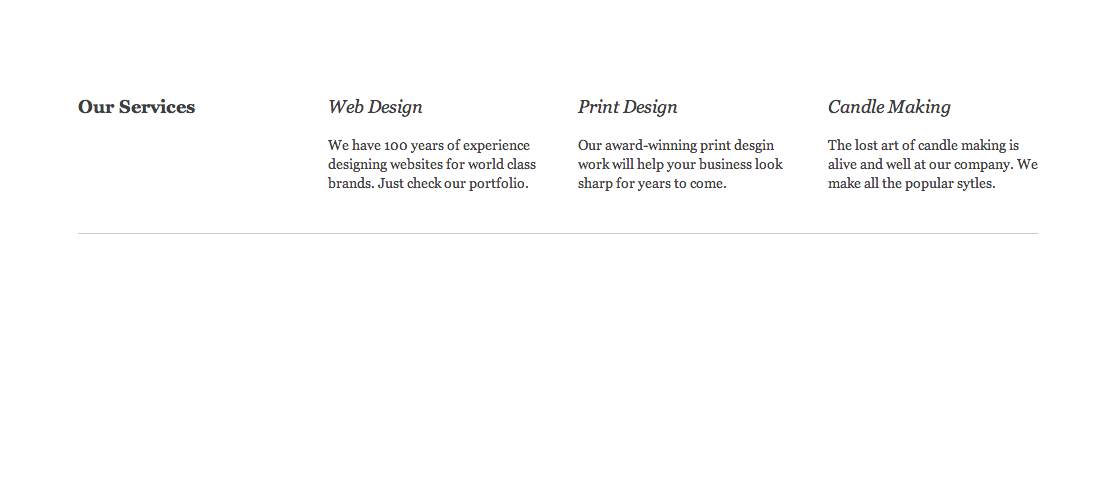 Our Services
Web Design
We have 100 years of experience
designing websites for world class
brands. Just check our portfolio.
Print Design
Our award-winning print desgin
work will help your business look
sharp for years to come.
Candle Making
The lost art of candle making is
alive and well at our company. We
make all the popular sytles.